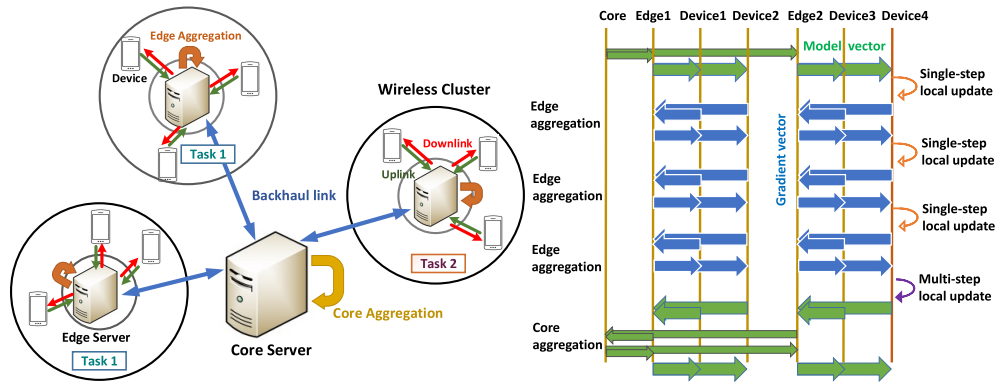 Edge Aggregation
Device
Task 1
Wireless Cluster
Downlink
Uplink
Backhaul link
Task 2
Edge Server
Task 1
Core Aggregation
Core Server
Core Edge1 Device1 Device2 Edge2 Device3 Device4
Model vector
Single-step
local update
Edge
aggregation
Gradient vector
Single-step
local update
Edge
aggregation
Single-step
local update
Edge
aggregation
Multi-step
local update
Core
aggregation